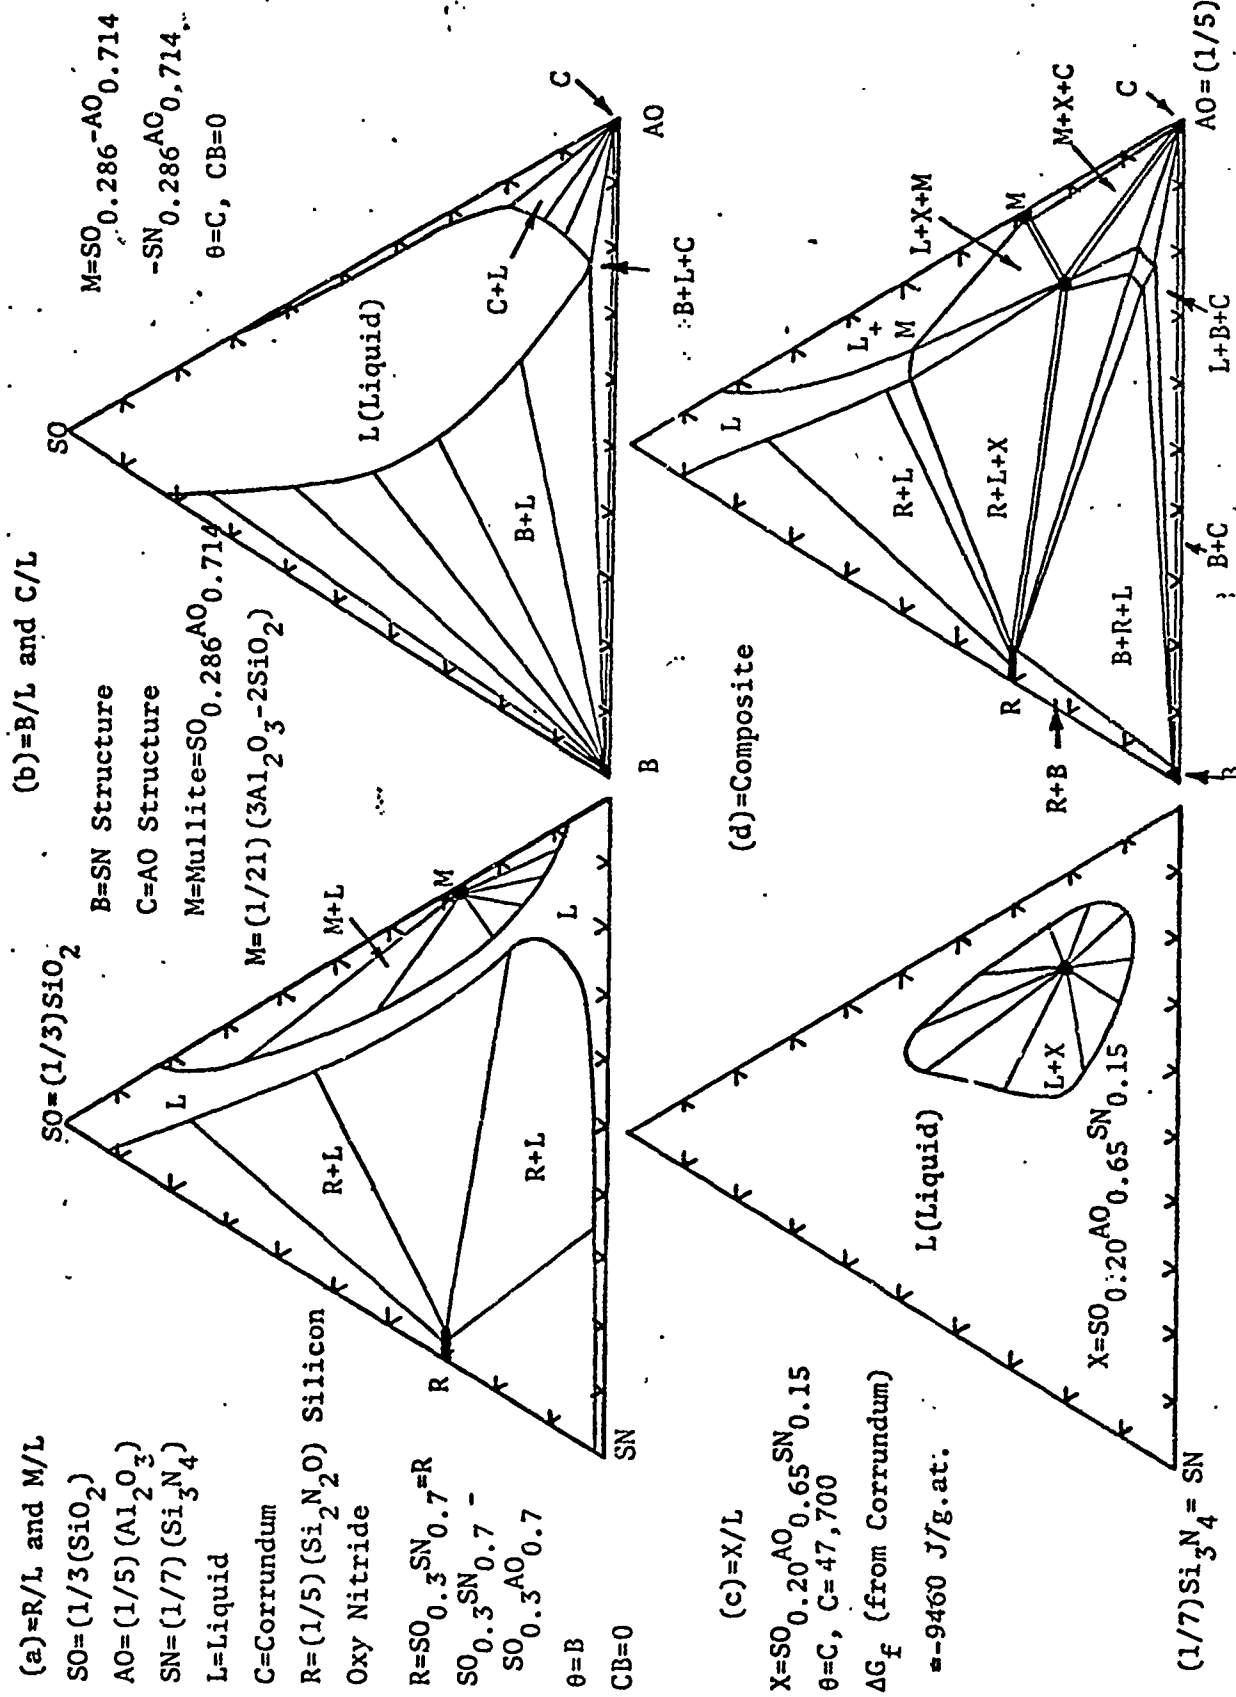 (a)=R/L and M/L
SO=(1/3(SiO2)
AO=(1/5)(Al2O3)
SN=(1/7)(Si3N4)
L=Liquid
C=Corrundum
R=(1/5)(Si2N2O) Silicon
Oxy Nitride
R=SO0.3SN0.7=R
SO0.3SN0.7 -
SO0.3AO0.7
θ=B
CB=0
SO=(1/3)SiO2
L
M+L
M
R+L
R+L
L
R
SN
(b)=B/L and C/L
B=SN Structure
C=AO Structure
M=Mullite=SO0.286AO0.714
M=(1/21)(3Al2O3-2SiO2)
SO
M=SO0.286-AO0.714
-SN0.286AO0,714
θ=C, CB=0
L(Liquid)
C+L
B+L
C
B
B+L+C
AO
(c)=X/L
X=SO0.20AO0.65SN0.15
θ=C, C=47,700
ΔGf (from Corrundum)
=-9460 J/g.at.
L(Liquid)
L+X
X=SO0.20AO0.65SN0.15
(1/7)Si3N4= SN
(d)=Composite
L
L+
M
L+X+M
M
M+X+C
R+L
R+L+X
R
R+B
B+R+L
C
B
B+C
L+B+C
AO=(1/5)